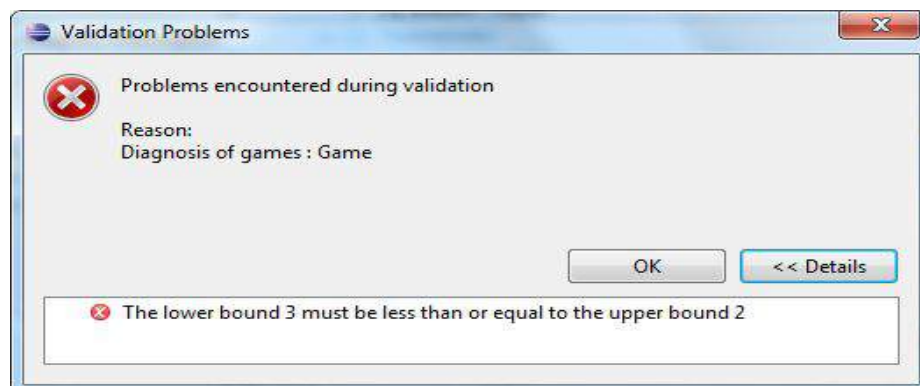 Validation Problems
Problems encountered during validation
Reason:
Diagnosis of games : Game
OK
<< Details
The lower bound 3 must be less than or equal to the upper bound 2